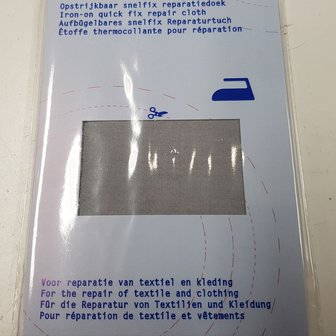 Opstrijkbaar snelfix reparatiedoek
Iron-on quick fix repair cloth
Aufbügelbares snelfix Reparaturtuch
Étoffe thermocollante pour réparation
Voor reparatie van textiel en kleding
For the repair of textile and clothing
Für die Reparatur von Textilien und Kleidung
Pour réparation de textile et vêtements